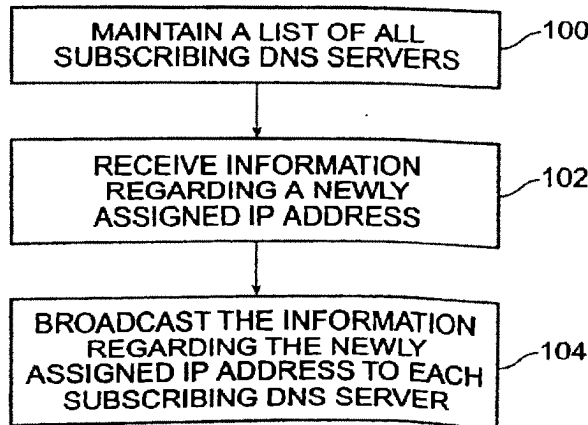 MAINTAIN A LIST OF ALL
SUBSCRIBING DNS SERVERS
100
RECEIVE INFORMATION
REGARDING A NEWLY
ASSIGNED IP ADDRESS
102
BROADCAST THE INFORMATION
REGARDING THE NEWLY
ASSIGNED IP ADDRESS TO EACH
SUBSCRIBING DNS SERVER
104